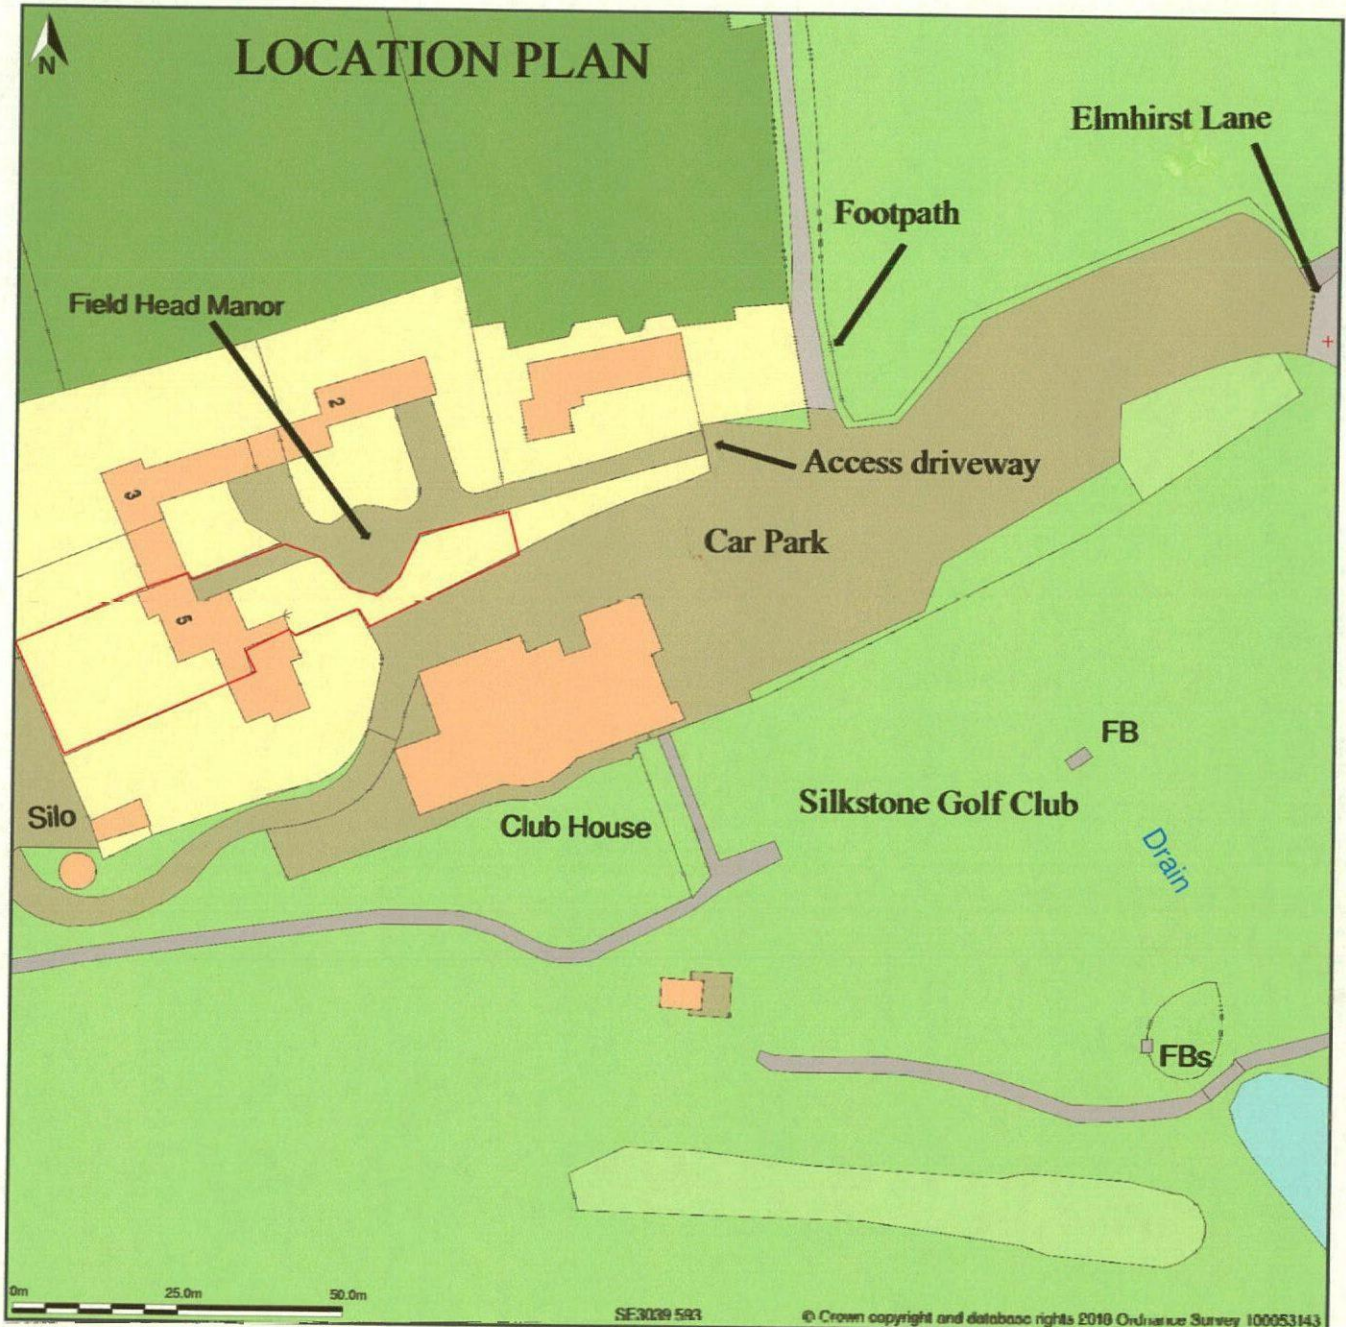 LOCATION PLAN
N
Elmhirst Lane
Footpath
Field Head Manor
2
3
Access driveway
Car Park
5
FB
Silo
Club House
Silkstone Golf Club
Drain
FBs
0m 25.0m 50.0m
© Crown copyright and database rights 2018 Ordnance Survey 100053143